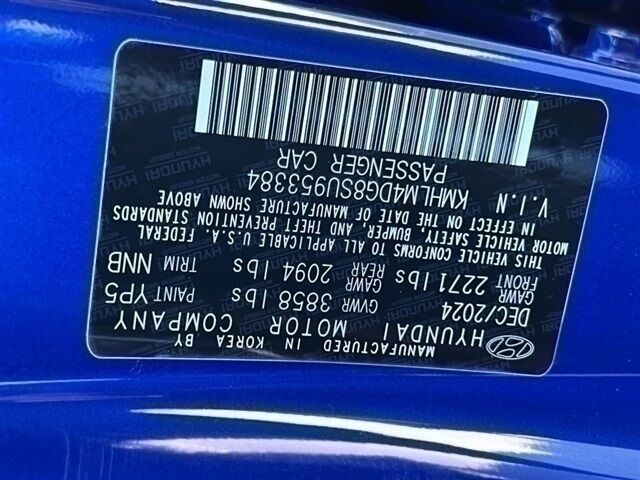 MANUFACTURED IN KOREA BY
HYUNDAI MOTOR COMPANY
DEC/2024 GVWR 3858 lbs PAINT YP5
GAWR FRONT 2271 lbs GAWR REAR 2094 lbs TRIM NNB
THIS VEHICLE CONFORMS TO ALL APPLICABLE U.S.A. FEDERAL
MOTOR VEHICLE SAFETY, BUMPER, AND THEFT PREVENTION STANDARDS
IN EFFECT ON THE DATE OF MANUFACTURE SHOWN ABOVE
V.I.N
KMHLM4DG8SU953384
PASSENGER CAR